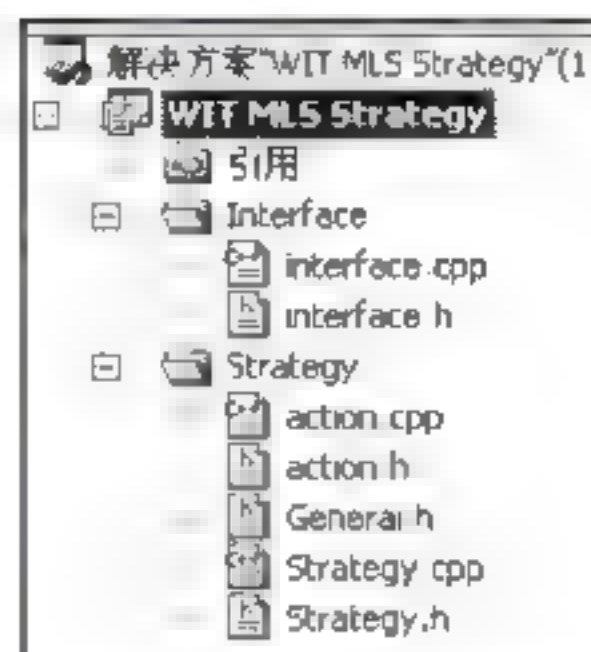 解决方案"WIT MLS Strategy"(1
WIT MLS Strategy
引用
Interface
interface.cpp
interface.h
Strategy
action.cpp
action.h
General.h
Strategy.cpp
Strategy.h